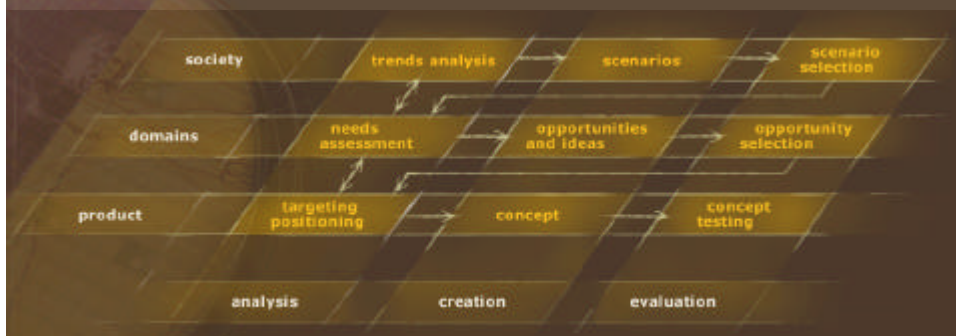 society
trends analysis
scenarios
scenario
selection
domains
needs
assessment
opportunities
and ideas
opportunity
selection
product
targeting
positioning
concept
concept
testing
analysis
creation
evaluation